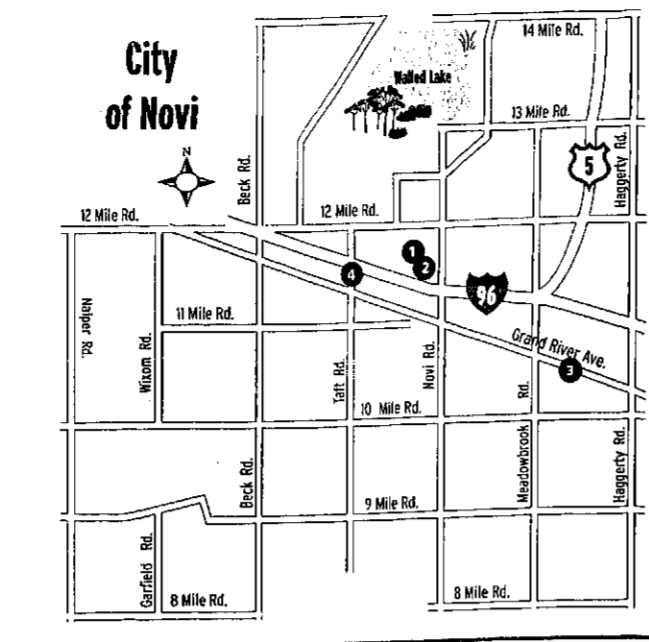 City
of Novi
N
14 Mile Rd.
Walled Lake
13 Mile Rd.
5
Haggerty Rd.
Beck Rd.
12 Mile Rd.
12 Mile Rd.
1
2
4
96
Napier Rd.
11 Mile Rd.
Wixom Rd.
Taft Rd.
Novi Rd.
Grand River Ave.
3
Rd.
Meadowbrook
10 Mile Rd.
Beck Rd.
Haggerty Rd.
9 Mile Rd.
Garfield Rd.
8 Mile Rd.
8 Mile Rd.